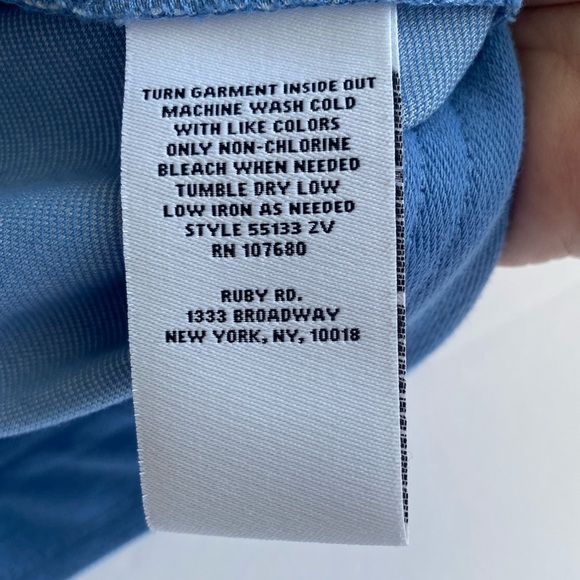 TURN GARMENT INSIDE OUT
MACHINE WASH COLD
WITH LIKE COLORS
ONLY NON-CHLORINE
BLEACH WHEN NEEDED
TUMBLE DRY LOW
LOW IRON AS NEEDED
STYLE 55133 ZV
RN 107680
RUBY RD.
1333 BROADWAY
NEW YORK, NY, 10018